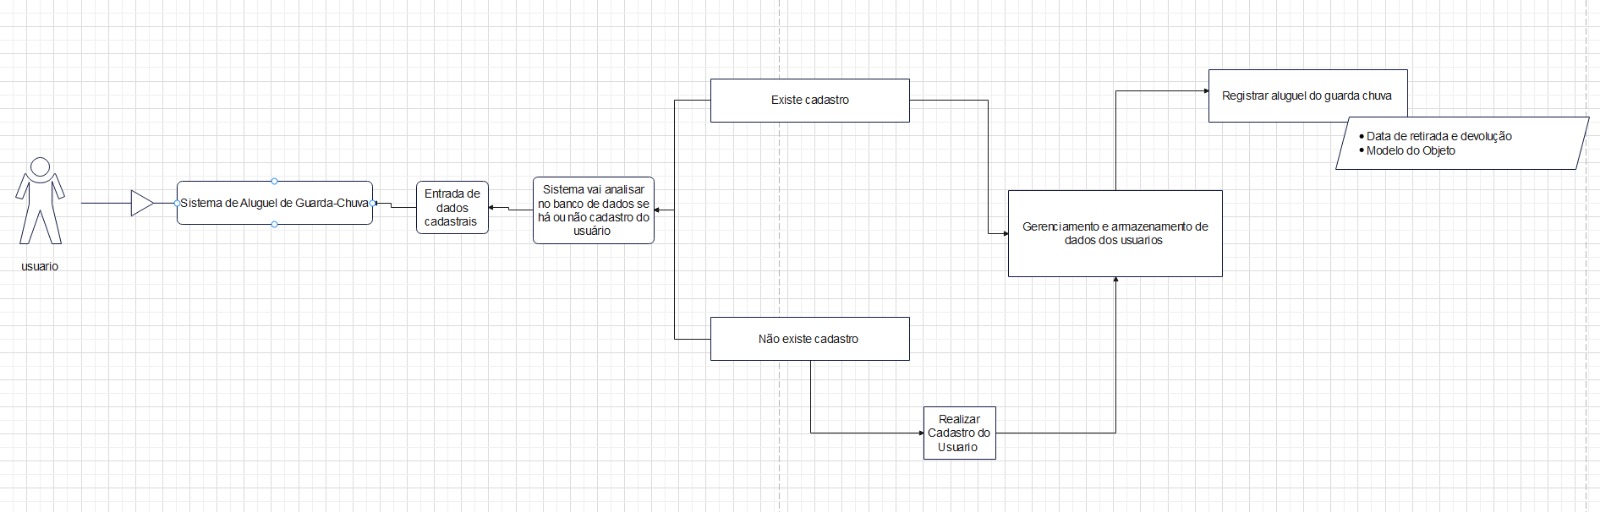 usuario
Sistema de Aluguel de Guarda-Chuva
Entrada de
dados
cadastrais
Sistema vai analisar
no banco de dados se
há ou não cadastro do
usuário
Existe cadastro
Não existe cadastro
Realizar
Cadastro do
Usuario
Gerenciamento e armazenamento de
dados dos usuarios
Registrar aluguel do guarda chuva
• Data de retirada e devolução
• Modelo do Objeto